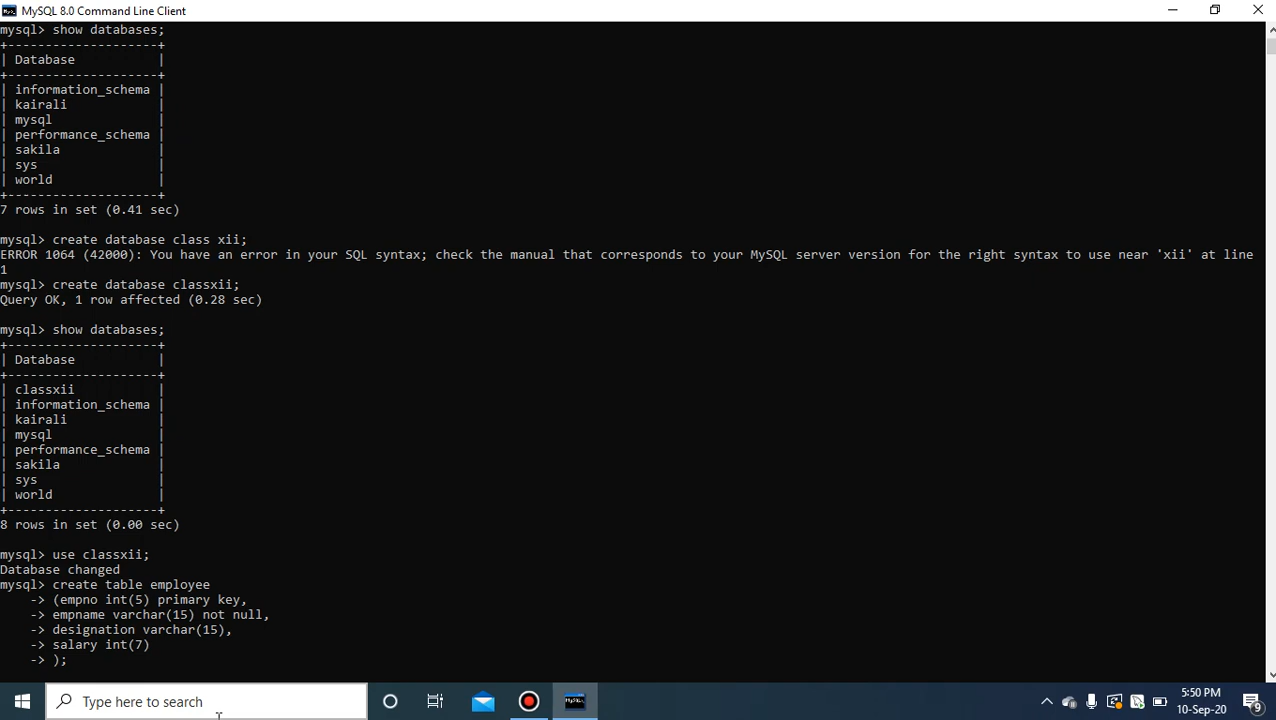 MySQL 8.0 Command Line Client
mysql> show databases;
+--------------------+
| Database           |
+--------------------+
| information_schema |
| kairali            |
| mysql              |
| performance_schema |
| sakila             |
| sys                |
| world              |
+--------------------+
7 rows in set (0.41 sec)
mysql> create database class xii;
ERROR 1064 (42000): You have an error in your SQL syntax; check the manual that corresponds to your MySQL server version for the right syntax to use near 'xii' at line
1
mysql> create database classxii;
Query OK, 1 row affected (0.28 sec)
mysql> show databases;
+--------------------+
| Database           |
+--------------------+
| classxii           |
| information_schema |
| kairali            |
| mysql              |
| performance_schema |
| sakila             |
| sys                |
| world              |
+--------------------+
8 rows in set (0.00 sec)
mysql> use classxii;
Database changed
mysql> create table employee
    -> (empno int(5) primary key,
    -> empname varchar(15) not null,
    -> designation varchar(15),
    -> salary int(7)
    -> );
Type here to search
MySQL
5:50 PM
10-Sep-20
9